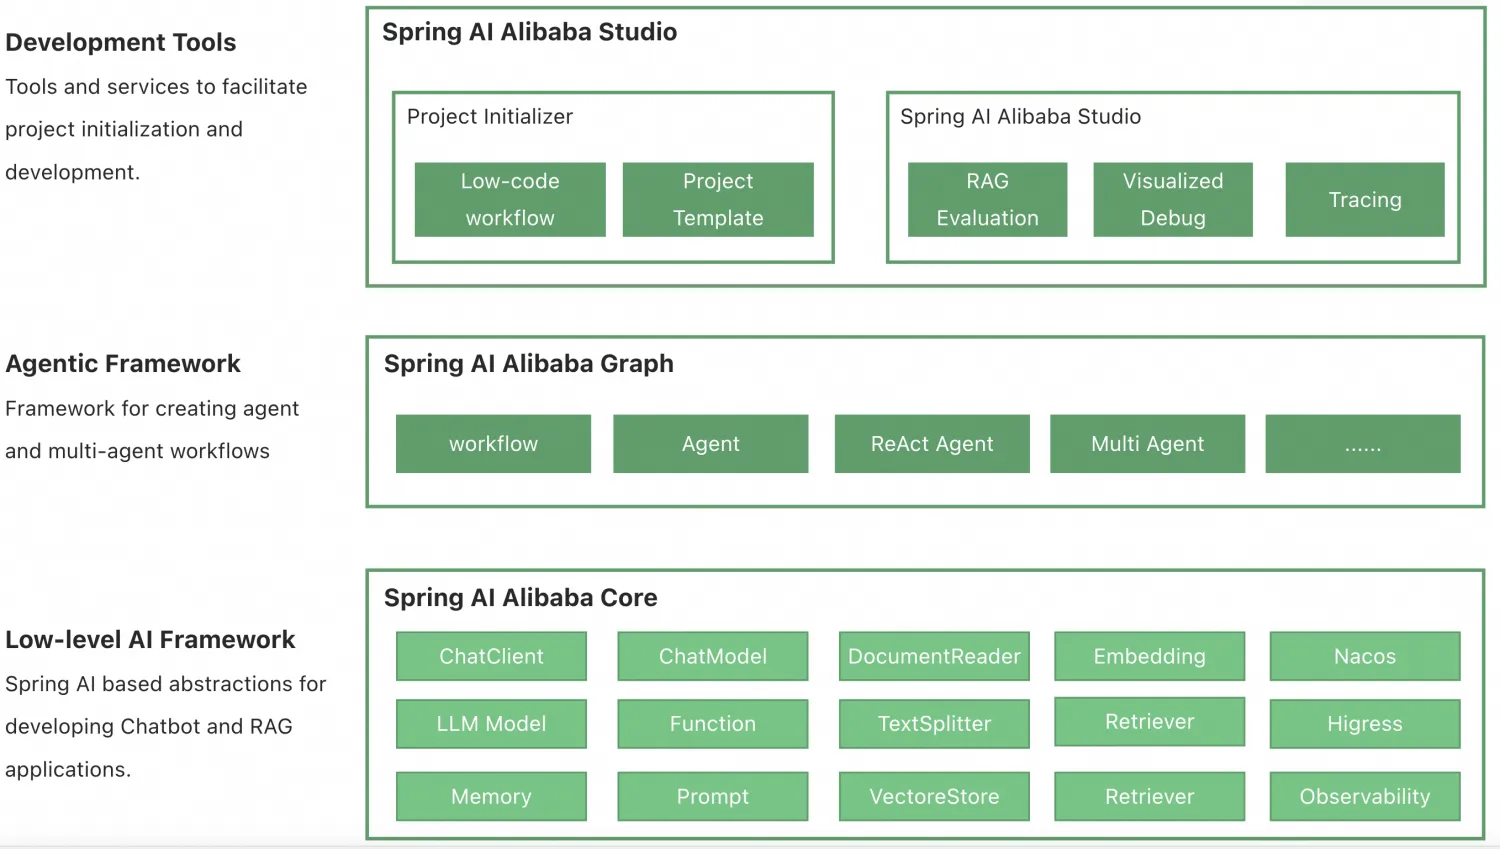 Development Tools
Tools and services to facilitate
project initialization and
development.
Spring AI Alibaba Studio
Project Initializer
Low-code
workflow
Project
Template
Spring AI Alibaba Studio
RAG
Evaluation
Visualized
Debug
Tracing
Agentic Framework
Framework for creating agent
and multi-agent workflows
Spring AI Alibaba Graph
workflow
Agent
ReAct Agent
Multi Agent
......
Low-level AI Framework
Spring AI based abstractions for
developing Chatbot and RAG
applications.
Spring AI Alibaba Core
ChatClient
ChatModel
DocumentReader
Embedding
Nacos
LLM Model
Function
TextSplitter
Retriever
Higress
Memory
Prompt
VectoreStore
Retriever
Observability